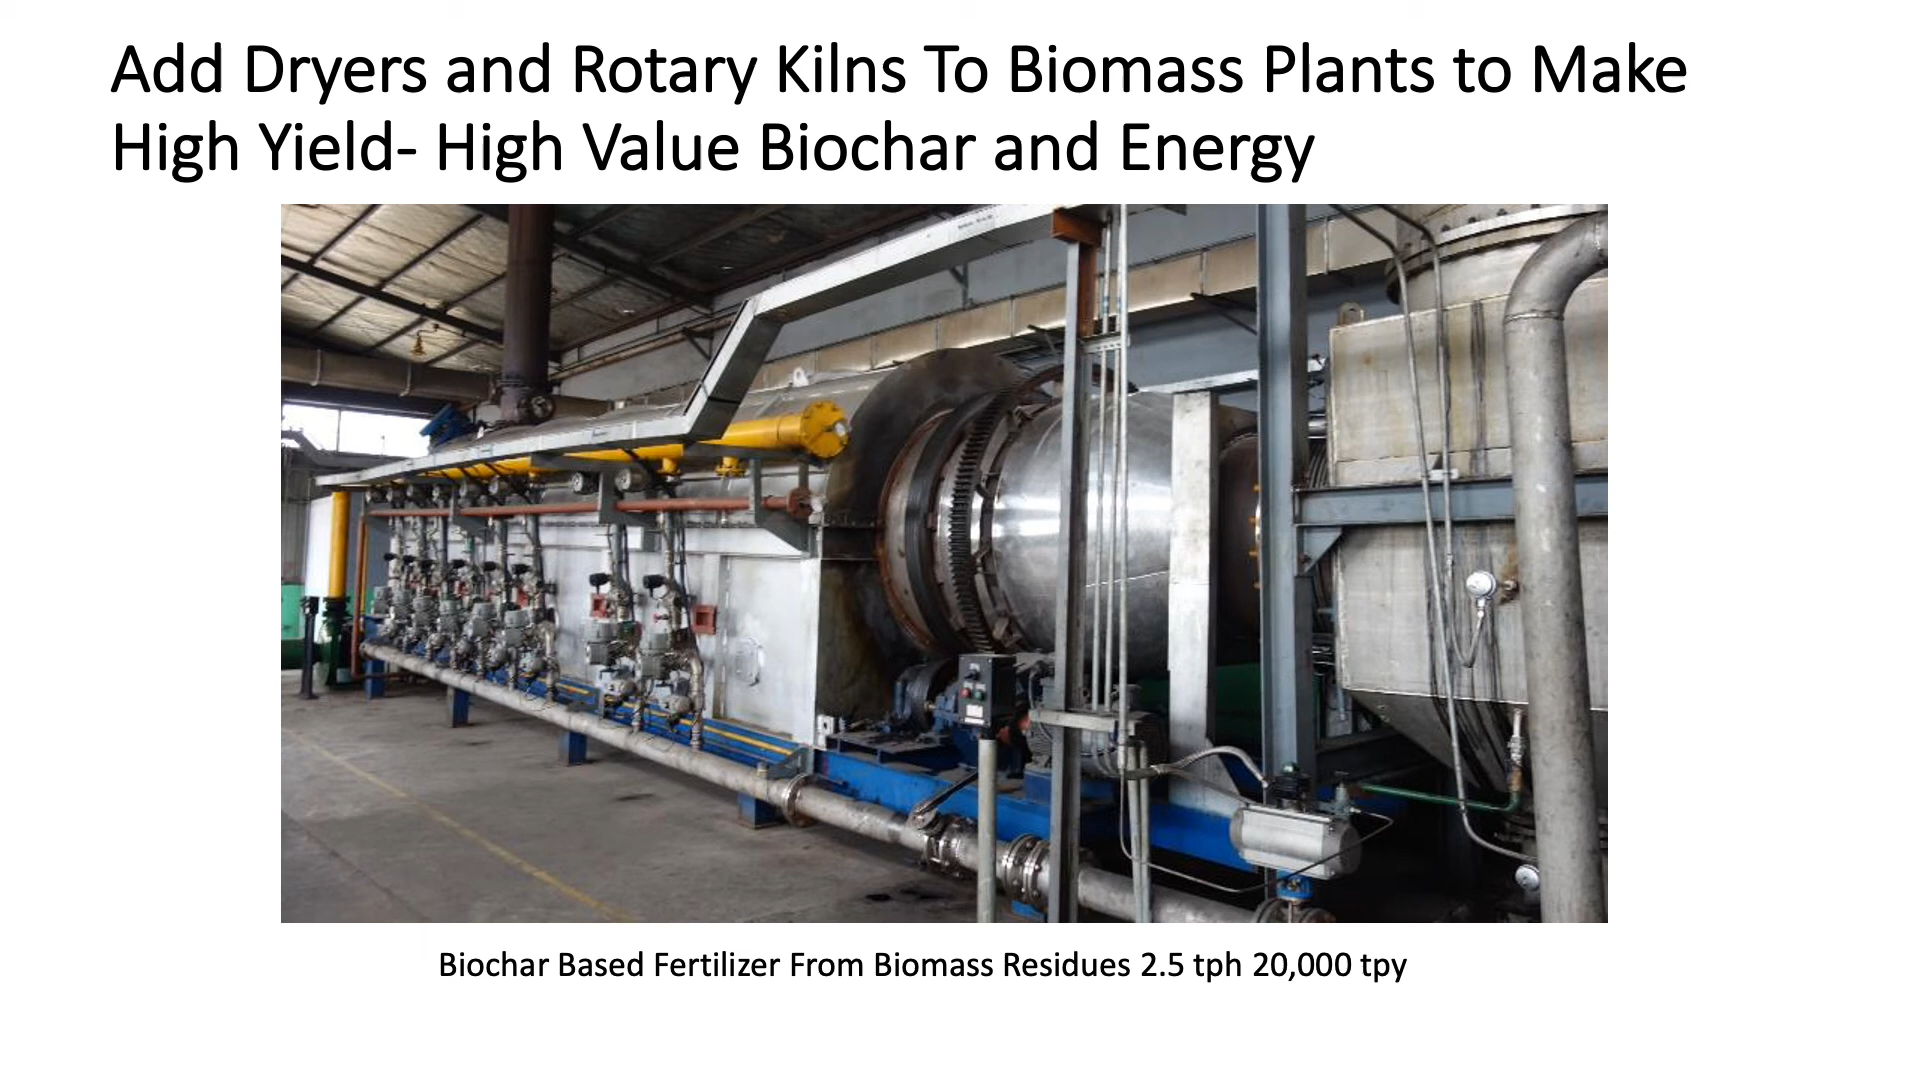 Add Dryers and Rotary Kilns To Biomass Plants to Make
High Yield- High Value Biochar and Energy
Biochar Based Fertilizer From Biomass Residues 2.5 tph 20,000 tpy